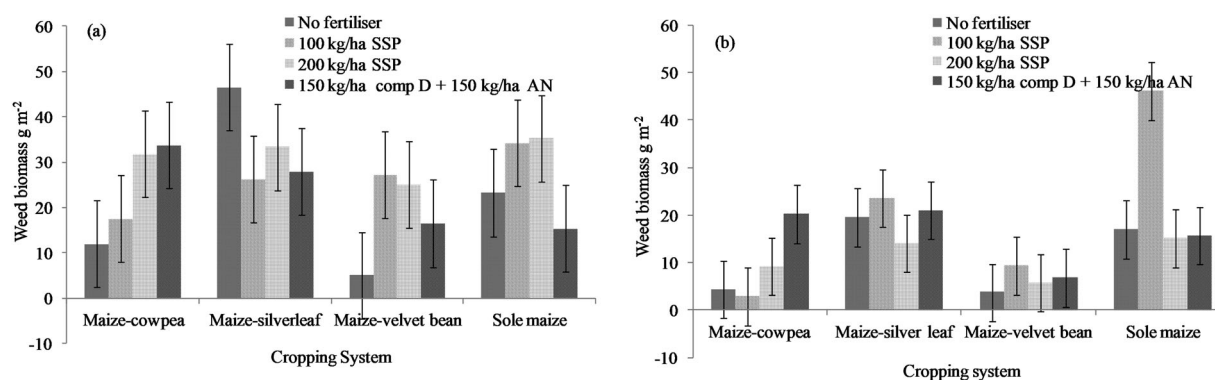 (a)
No fertiliser
100 kg/ha SSP
200 kg/ha SSP
150 kg/ha comp D + 150 kg/ha AN
Weed biomass g m-2
60
50
40
30
20
10
0
-10
Maize-cowpea
Maize-silverleaf
Maize-velvet bean
Sole maize
Cropping System
(b)
No fertiliser
100 kg/ha SSP
200 kg/ha SSP
150 kg/ha comp D + 150 kg/ha AN
Weed biomass g m-2
60
50
40
30
20
10
0
-10
Maize-cowpea
Maize-silver leaf
Maize-velvet bean
Sole maize
Cropping system